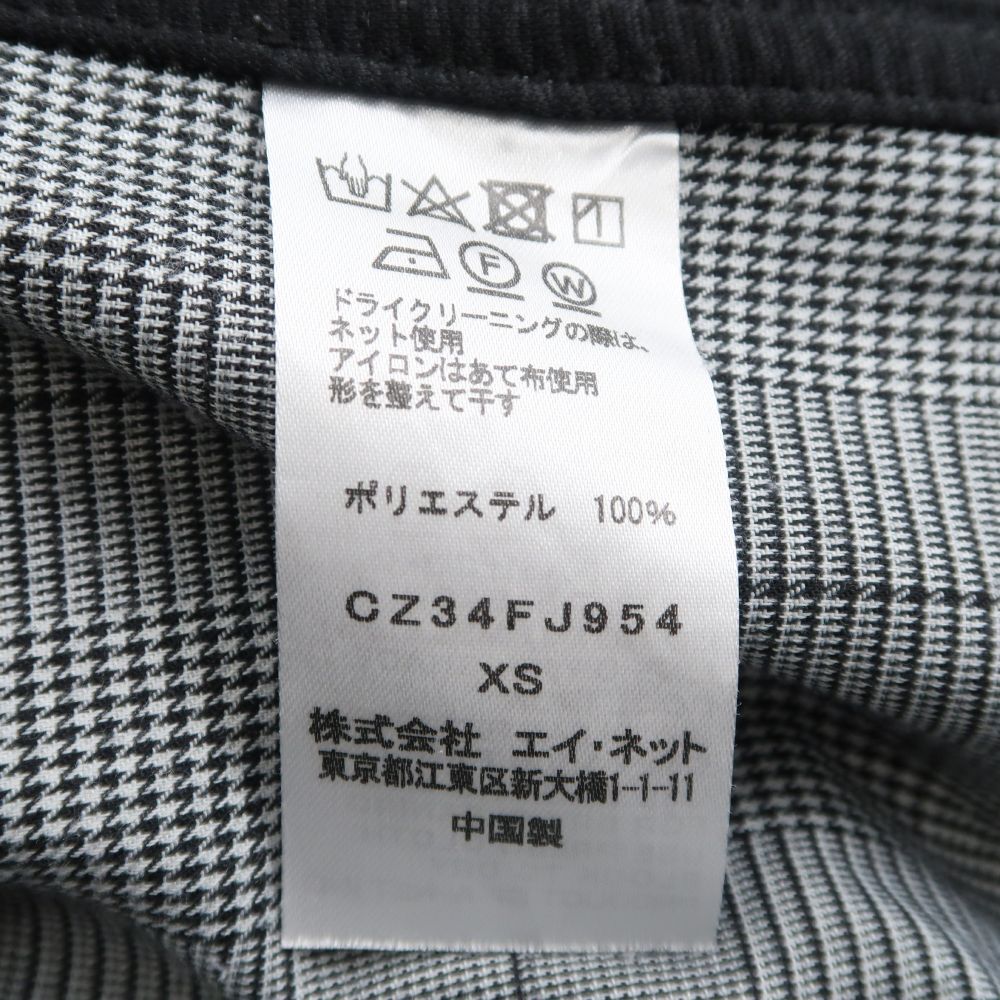 F W
ドライクリーニングの際は、
ネット使用
アイロンはあて布使用
形を整えて干す
ポリエステル 100%
CZ34FJ954
XS
株式会社 エイ・ネット
東京都江東区新大橋1-1-11
中国製